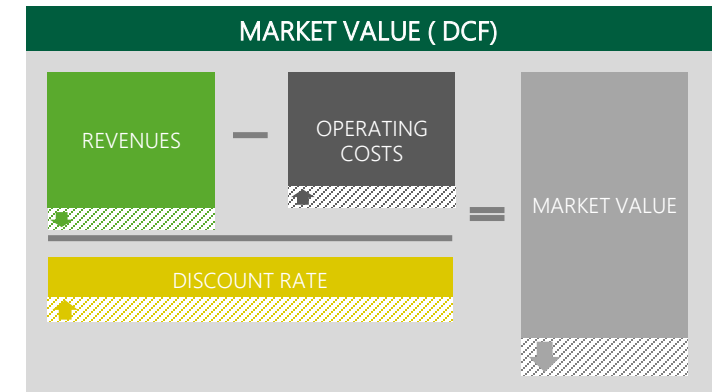 MARKET VALUE ( DCF)
REVENUES
OPERATING
COSTS
MARKET VALUE
DISCOUNT RATE